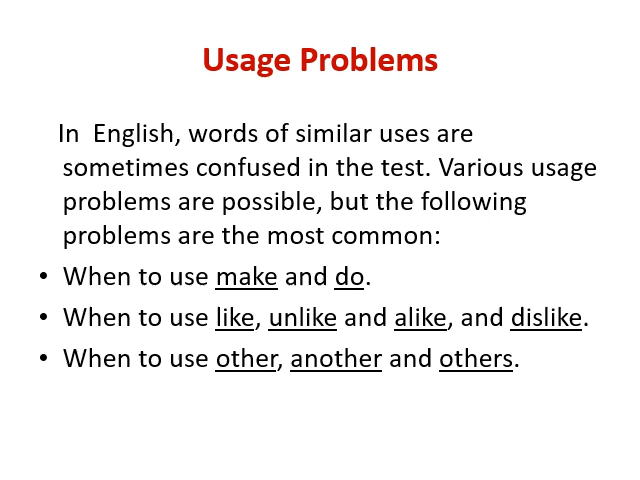 Usage Problems
In  English, words of similar uses are
sometimes confused in the test. Various usage
problems are possible, but the following
problems are the most common:
• When to use make and do.
• When to use like, unlike and alike, and dislike.
• When to use other, another and others.